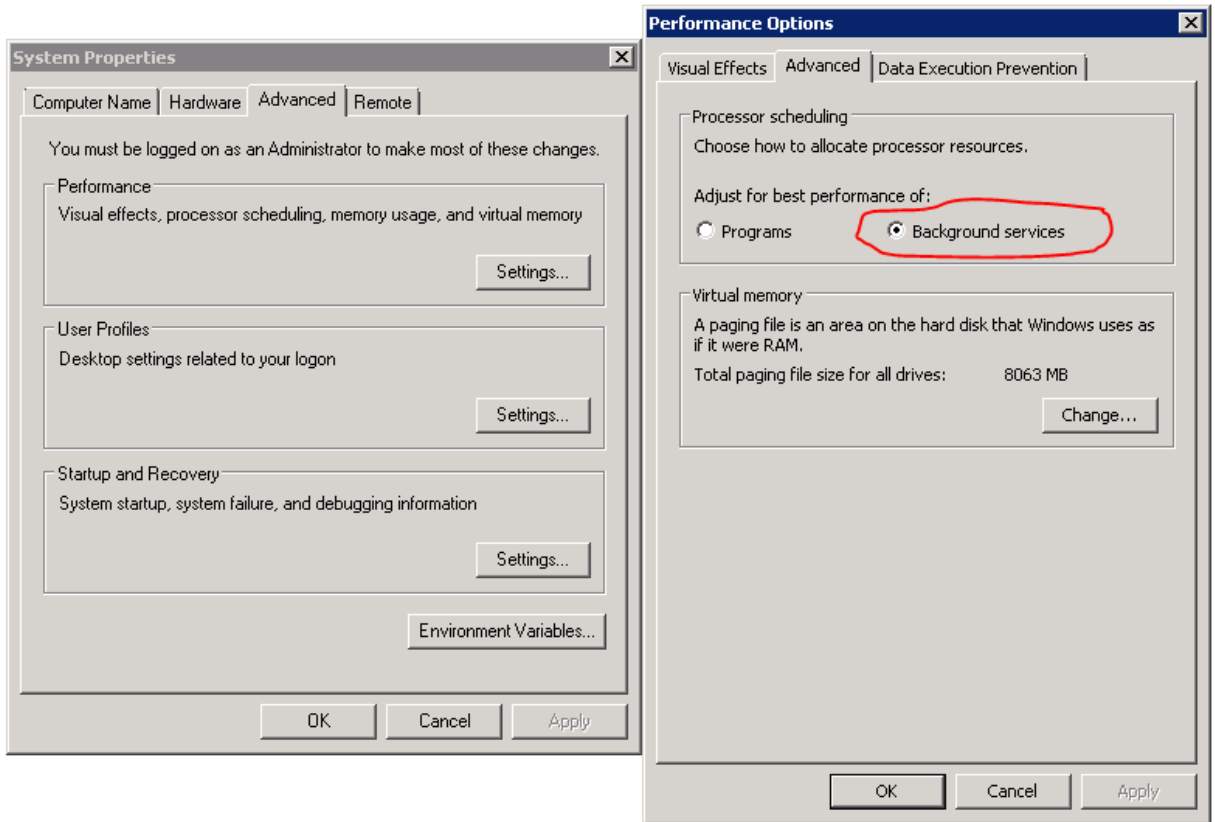 System Properties
Computer Name
Hardware
Advanced
Remote
You must be logged on as an Administrator to make most of these changes.
Performance
Visual effects, processor scheduling, memory usage, and virtual memory
Settings...
User Profiles
Desktop settings related to your logon
Settings...
Startup and Recovery
System startup, system failure, and debugging information
Settings...
Environment Variables...
OK
Cancel
Apply
Performance Options
Visual Effects
Advanced
Data Execution Prevention
Processor scheduling
Choose how to allocate processor resources.
Adjust for best performance of:
Programs
Background services
Virtual memory
A paging file is an area on the hard disk that Windows uses as
if it were RAM.
Total paging file size for all drives: 8063 MB
Change...
OK
Cancel
Apply